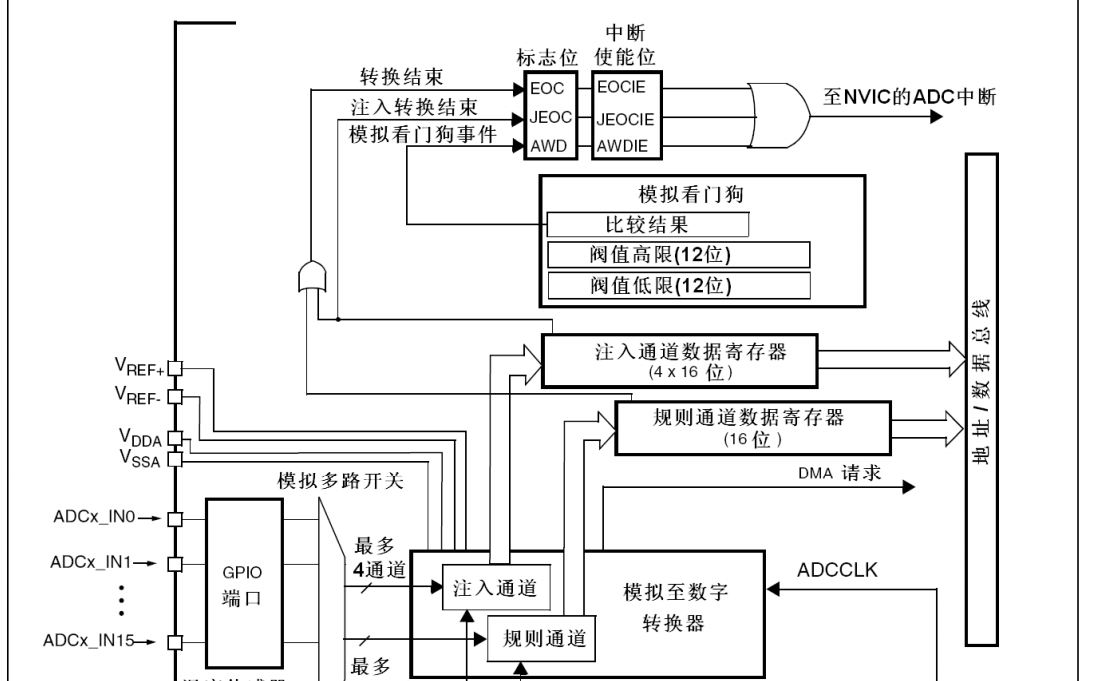 中断
标志位 使能位
转换结束
EOC
EOCIE
至NVIC的ADC中断
注入转换结束
JEOC
JEOCIE
模拟看门狗事件
AWD
AWDIE
模拟看门狗
比较结果
阀值高限(12位)
阀值低限(12位)
注入通道数据寄存器
(4 x 16 位)
规则通道数据寄存器
(16 位)
地址/数据总线
VREF+
VREF-
VDDA
VSSA
模拟多路开关
DMA 请求
ADCx_IN0
ADCx_IN1
ADCx_IN15
GPIO
端口
最多
4通道
注入通道
规则通道
最多
模拟至数字
转换器
ADCCLK